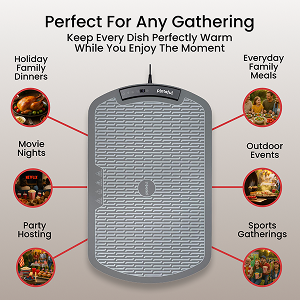 Perfect For Any Gathering
Keep Every Dish Perfectly Warm
While You Enjoy The Moment
Holiday
Family
Dinners
Everyday
Family
Meals
Movie
Nights
Outdoor
Events
Party
Hosting
Sports
Gatherings